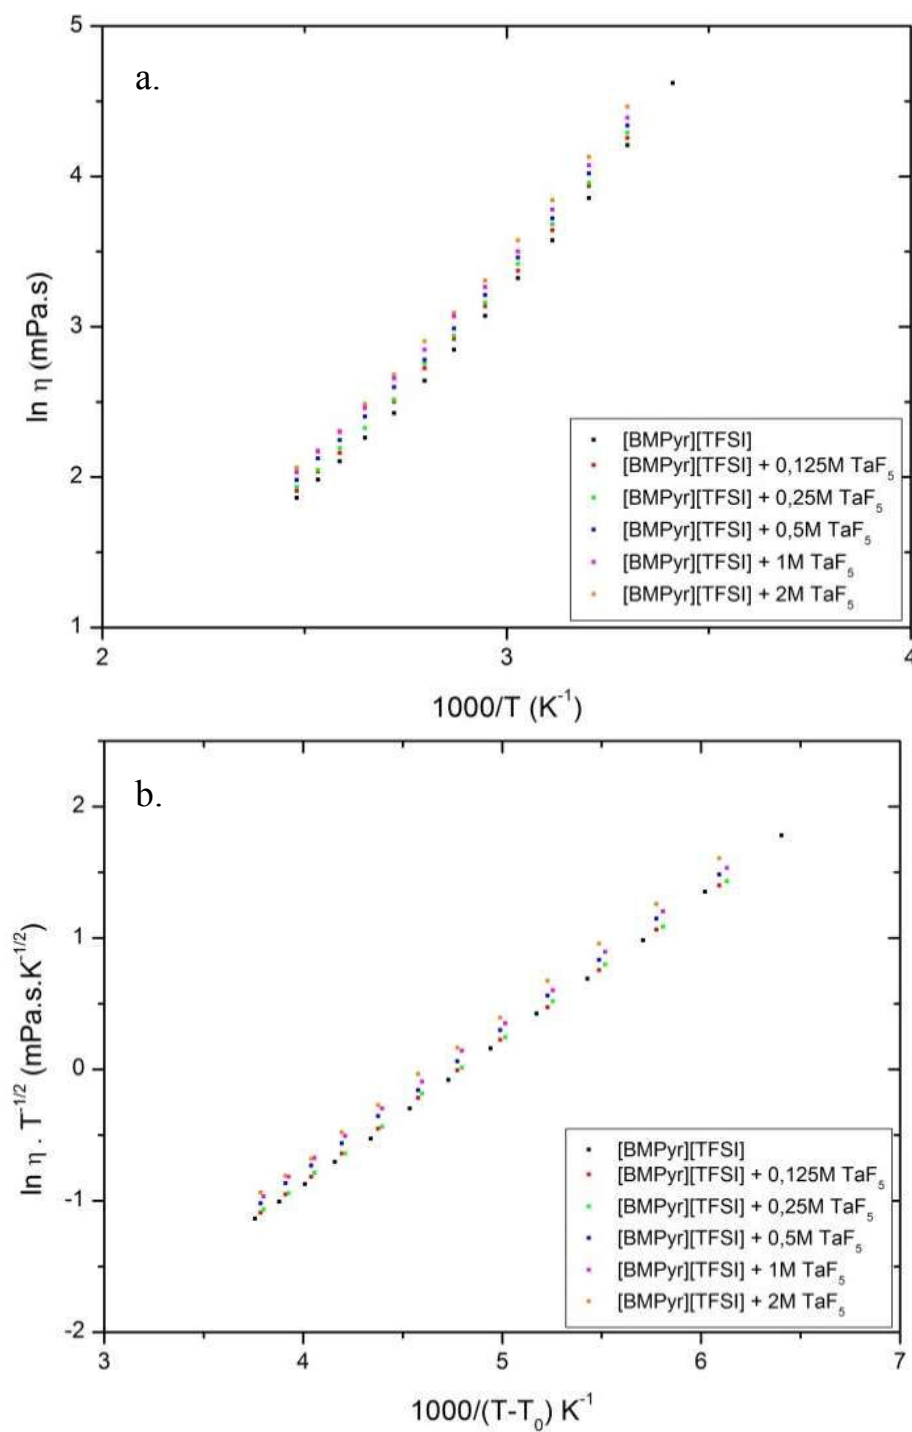 a.
5
4
3
2
1
ln η (mPa.s)
[BMPyr][TFSI]
[BMPyr][TFSI] + 0,125M TaF5
[BMPyr][TFSI] + 0,25M TaF5
[BMPyr][TFSI] + 0,5M TaF5
[BMPyr][TFSI] + 1M TaF5
[BMPyr][TFSI] + 2M TaF5
2 3 4
1000/T (K-1)
b.
2
1
0
-1
-2
ln η . T-1/2 (mPa.s.K-1/2)
[BMPyr][TFSI]
[BMPyr][TFSI] + 0,125M TaF5
[BMPyr][TFSI] + 0,25M TaF5
[BMPyr][TFSI] + 0,5M TaF5
[BMPyr][TFSI] + 1M TaF5
[BMPyr][TFSI] + 2M TaF5
3 4 5 6 7
1000/(T-T0) K-1